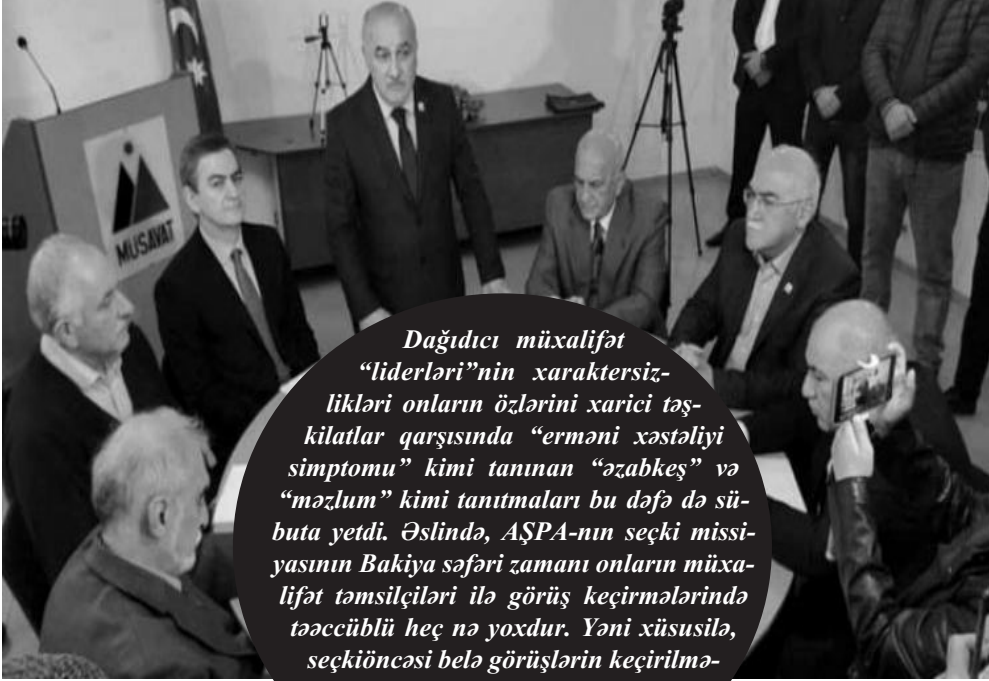 MÜSAVAT
Dağıdıcı müxalifət
“liderləri”nin xaraktersiz-
likləri onların özlərini xarici təş-
kilatlar qarşısında “erməni xəstəliyi
simptomu” kimi tanınan “əzabkeş” və
“məzlum” kimi tanıtmaları bu dəfə də sü-
buta yetdi. Əslində, AŞPA-nın seçki missi-
yasının Bakiya səfəri zamanı onların müxa-
lifət təmsilçiləri ilə görüş keçirmələrində
təəccüblü heç nə yoxdur. Yəni xüsusilə,
seçkiöncəsi belə görüşlərin keçirilmə-